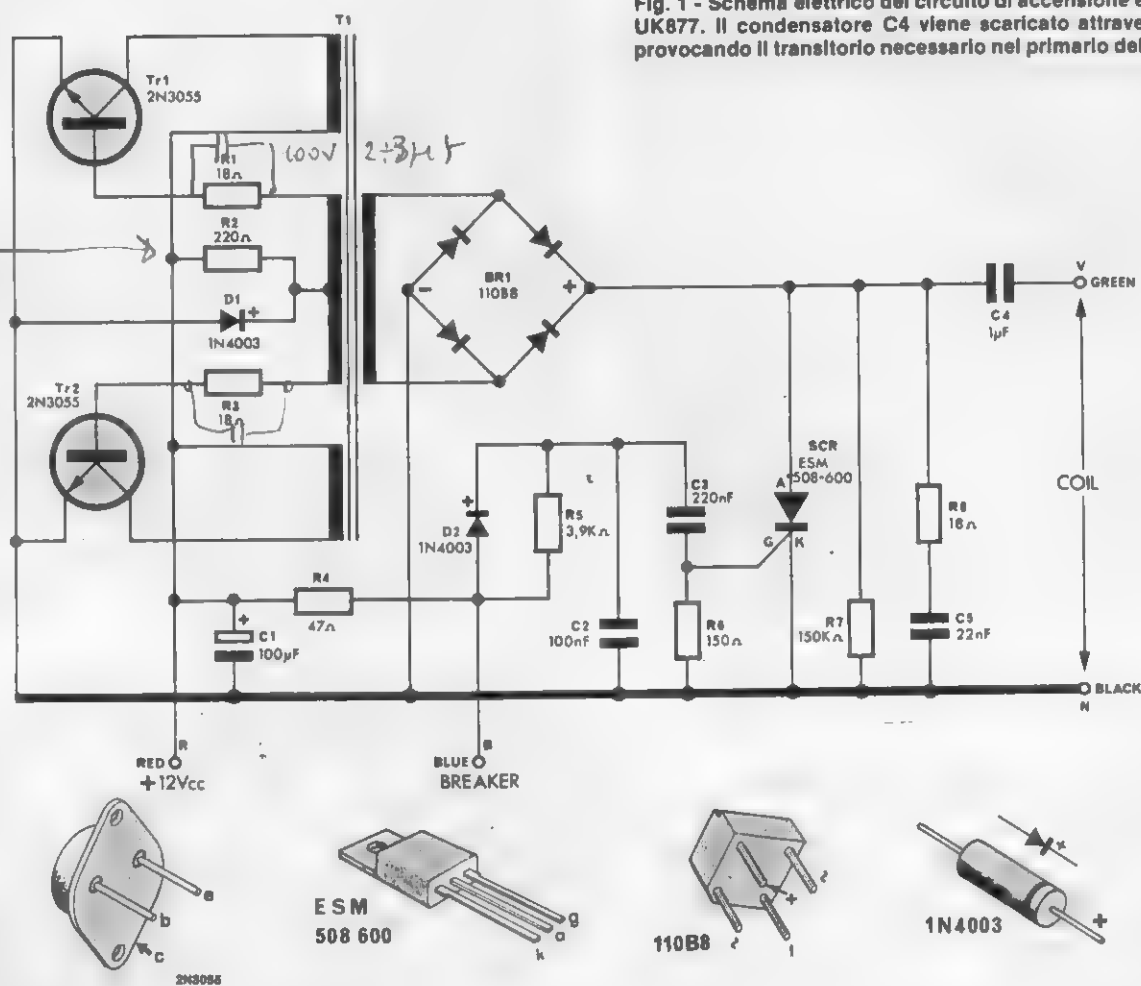 Fig. 1 - Schema elettrico del circuito di accensione e
UK877. Il condensatore C4 viene scaricato attrave
provocando il transitorio necessario nel primario del
T1
Tr1
2N3055
R1
18Ω
100V 2÷3µF
R2
220Ω
D1
+
1N4003
Tr2
2N3055
R3
18Ω
-
BR1
110B8
+
C4
1µF
V
GREEN
COIL
SCR
ESM
508-600
A
G
K
C3
220nF
D2
1N4003
+
R5
3,9KΩ
R4
47Ω
+
C1
100µF
C2
100nf
R6
150Ω
R7
150KΩ
R8
18Ω
C5
22nF
BLACK
N
R
RED
+12Vcc
B
BLUE
BREAKER
e
b
c
2N3055
ESM
508 600
g
a
k
110B8
+
1N4003
+